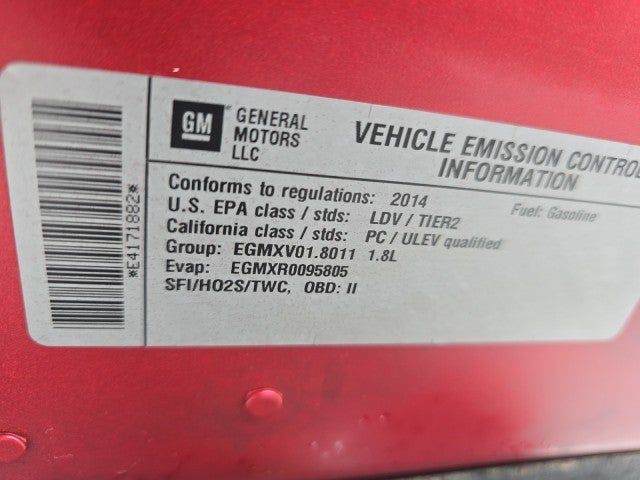 *E4171882*
GM
GENERAL
MOTORS
LLC
VEHICLE EMISSION CONTROL
INFORMATION
Conforms to regulations: 2014
Fuel: Gasoline
U.S. EPA class / stds: LDV / TIER2
California class / stds: PC / ULEV qualified
Group: EGMXV01.8011 1.8L
Evap: EGMXR0095805
SFI/HO2S/TWC, OBD: II